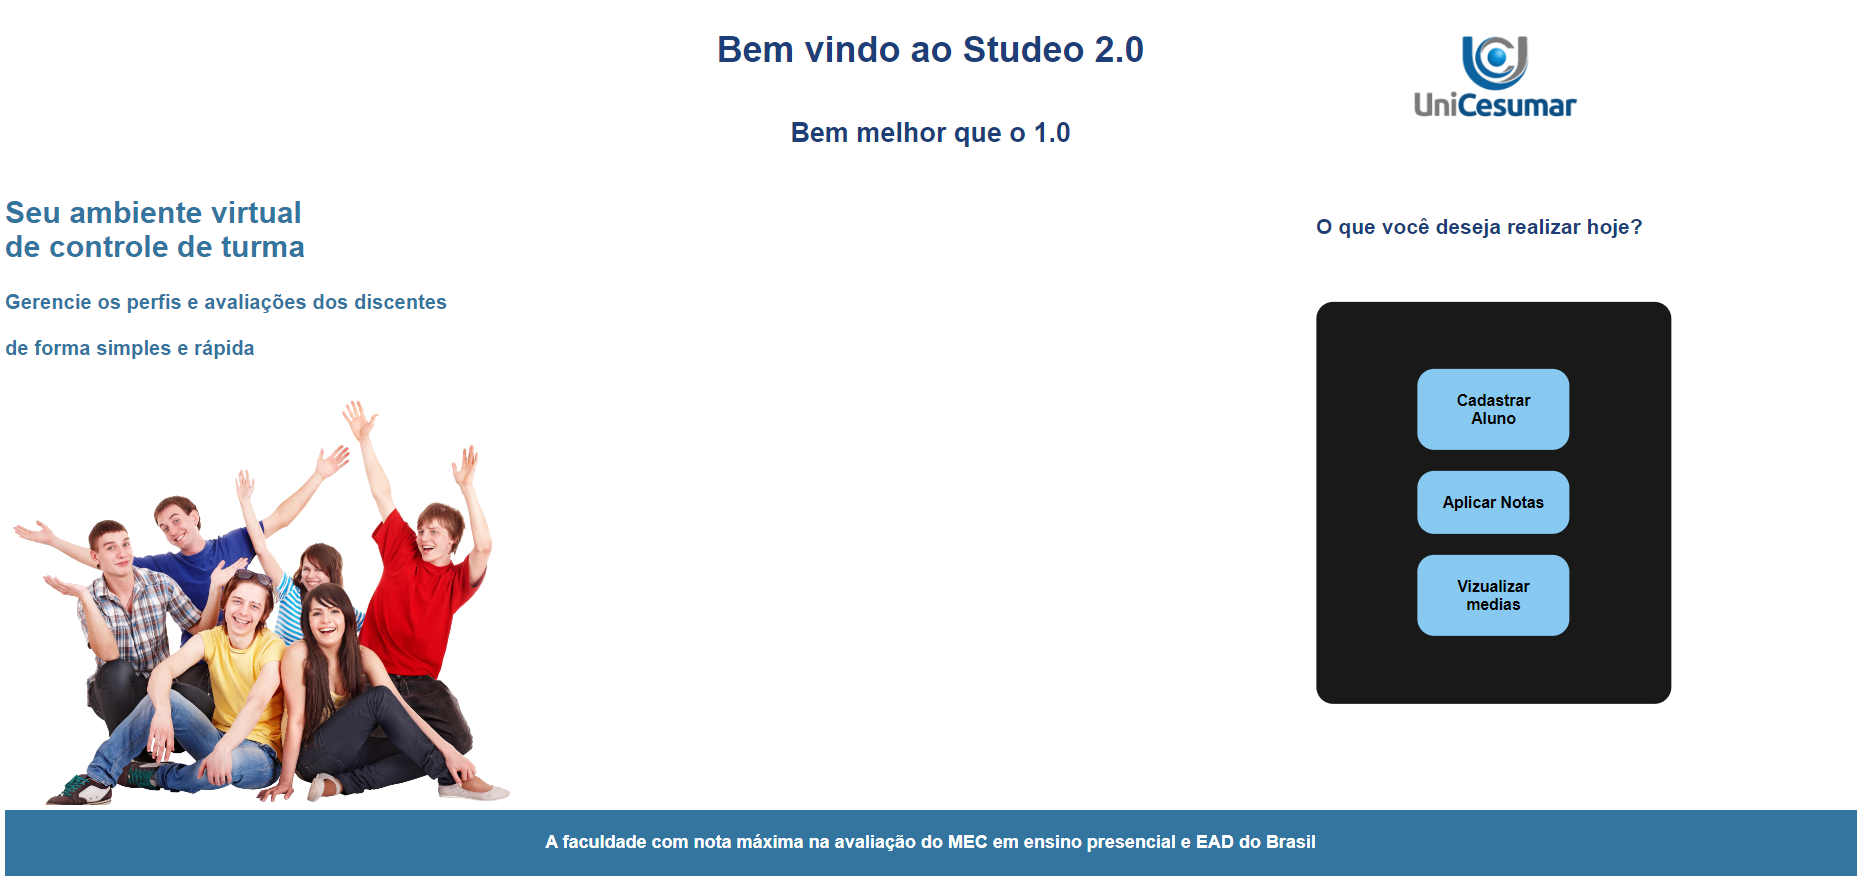 Bem vindo ao Studeo 2.0
UniCesumar
Bem melhor que o 1.0
Seu ambiente virtual
de controle de turma
Gerencie os perfis e avaliações dos discentes
de forma simples e rápida
O que você deseja realizar hoje?
Cadastrar
Aluno
Aplicar Notas
Vizualizar
medias
A faculdade com nota máxima na avaliação do MEC em ensino presencial e EAD do Brasil